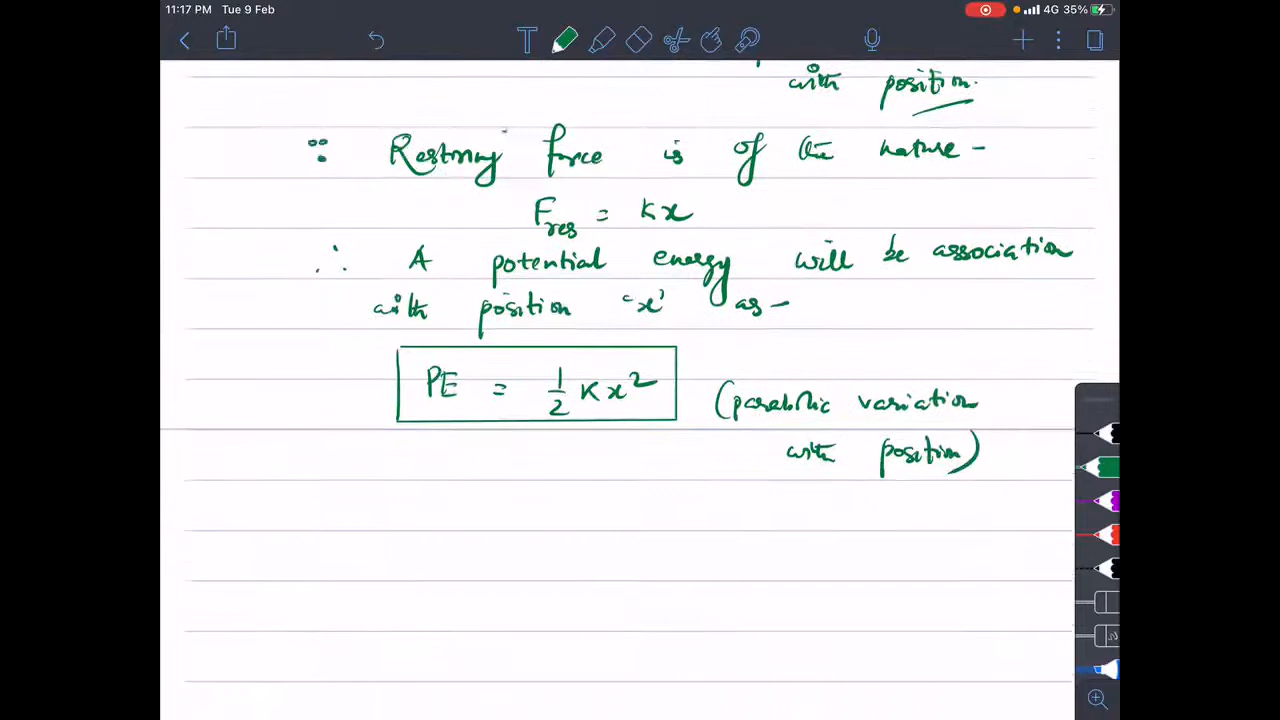 11:17 PM Tue 9 Feb
4G 35%
with position.
∵ Restoring force is of the nature -
Fres = Kx
∴ A potential energy will be association
with position 'x' as -
PE = 1/2 Kx²
(parabolic variation
with position)